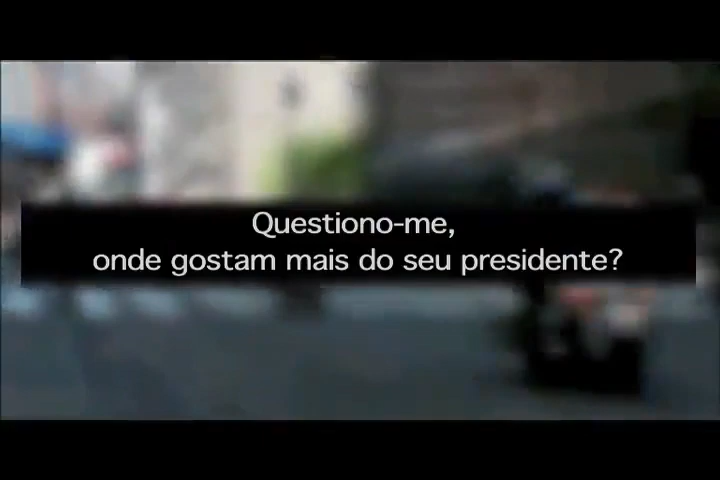 Questiono-me,
onde gostam mais do seu presidente?